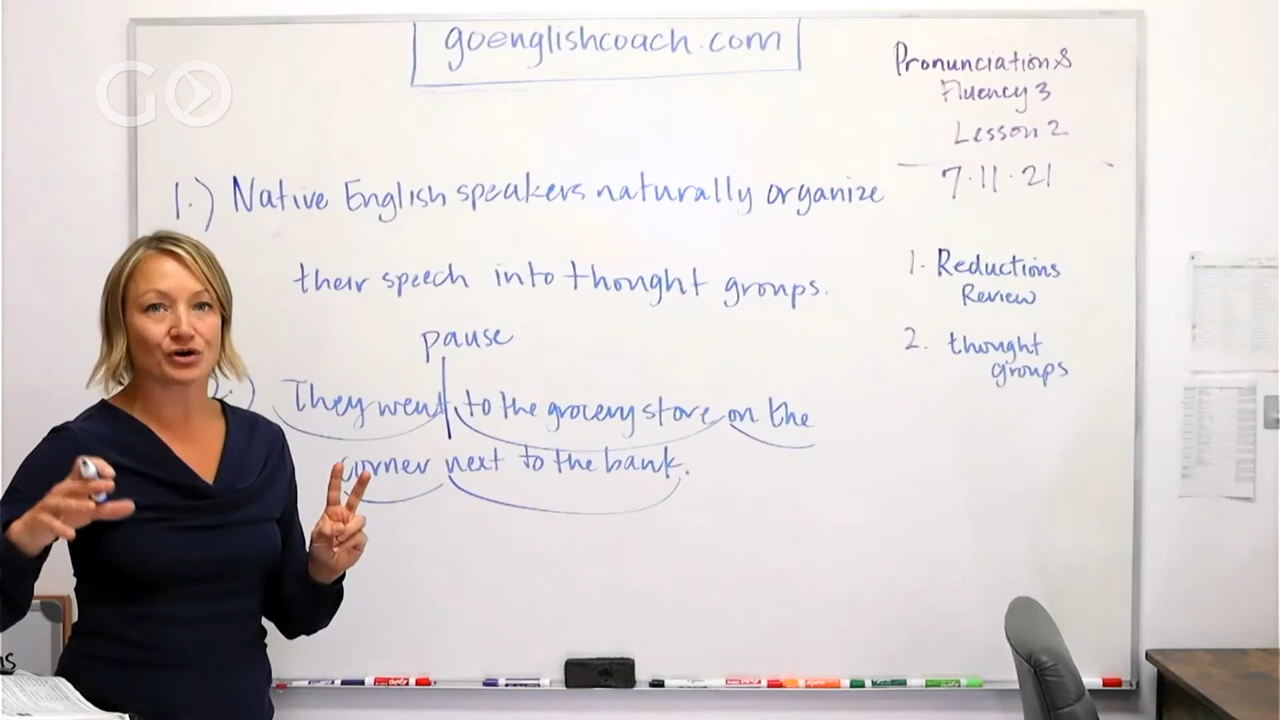 GO
goenglishcoach.com
Pronunciation &
Fluency 3
Lesson 2
7.11.21
1. Reductions
Review
2. thought
groups
1.) Native English speakers naturally organize
their speech into thought groups.
pause
2.) They went to the grocery store on the
corner next to the bank.